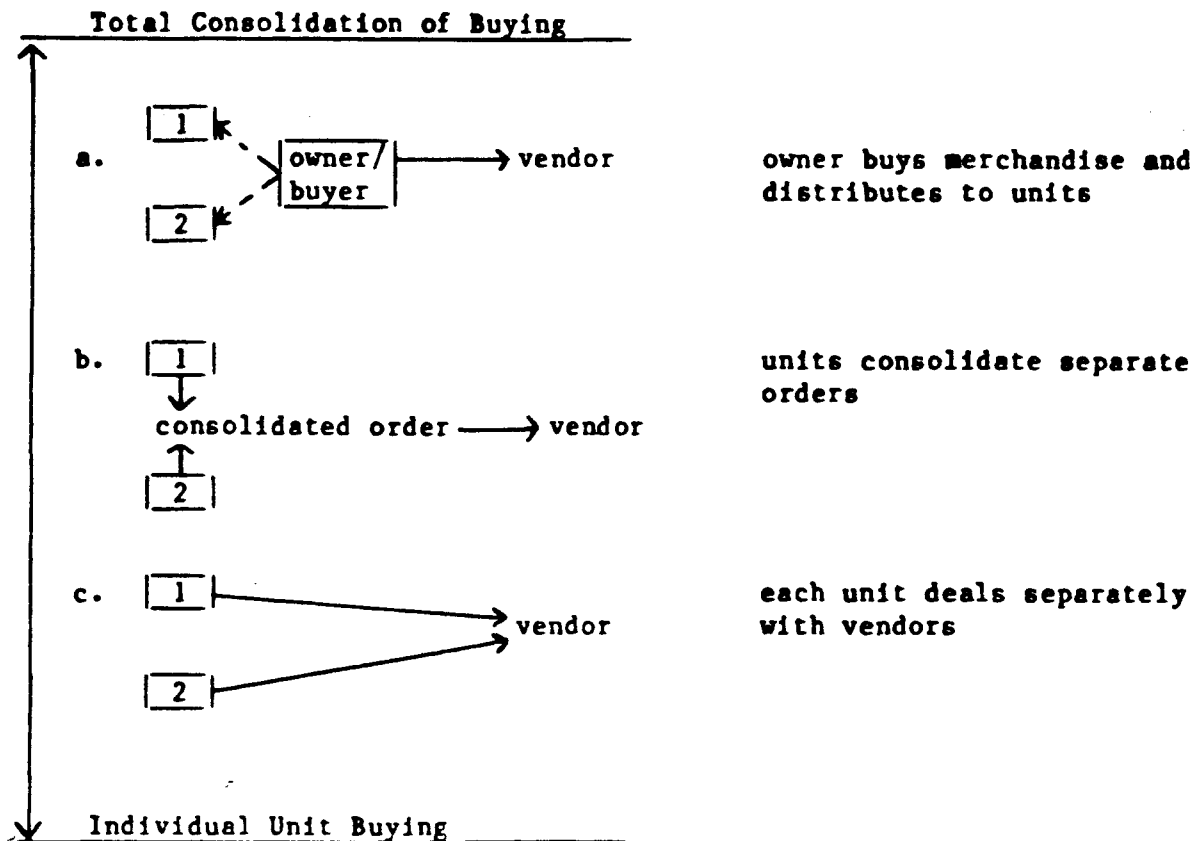 Total Consolidation of Buying
1
a.
owner/
buyer
vendor
owner buys merchandise and
distributes to units
2
b.
1
units consolidate separate
orders
consolidated order
vendor
2
c.
1
each unit deals separately
with vendors
vendor
2
Individual Unit Buying